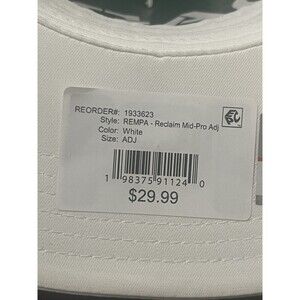 REORDER#: 1933623
Style: REMPA - Reclaim Mid-Pro Adj
Color: White
Size: ADJ
1 98375 91124 0
$29.99